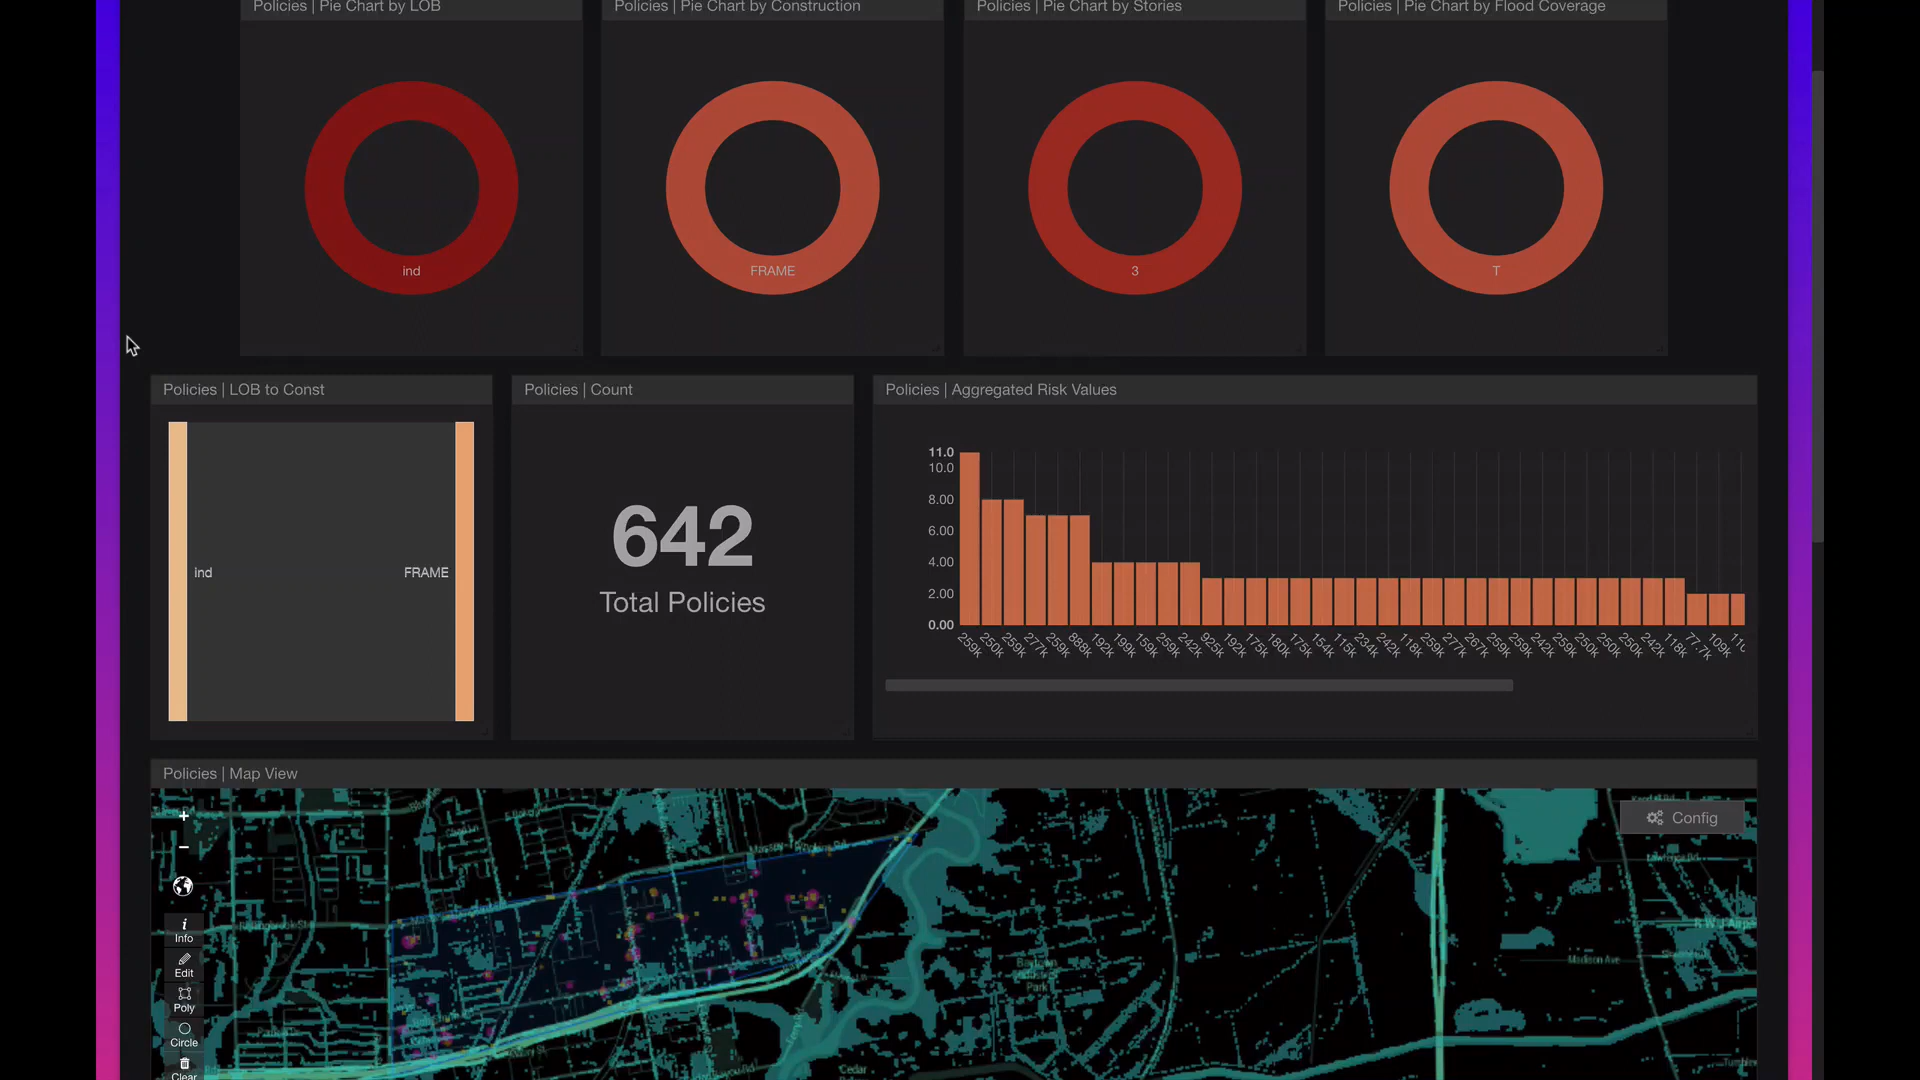 Policies | Pie Chart by LOB
Policies | Pie Chart by Construction
Policies | Pie Chart by Stories
Policies | Pie Chart by Flood Coverage
ind
FRAME
3
T
Policies | LOB to Const
Policies | Count
Policies | Aggregated Risk Values
ind
FRAME
642
Total Policies
11.0
10.0
8.00
6.00
4.00
2.00
0.00
259k 250k 259k 277k 259k 888k 192k 199k 159k 259k 242k 925k 192k 175k 180k 175k 154k 115k 234k 242k 118k 259k 277k 267k 259k 259k 242k 259k 250k 250k 250k 242k 118k 77.7k 109k
Policies | Map View
+
−
Config
Info
Edit
Poly
Circle
Clear
Madison Ave
Park
Cedar